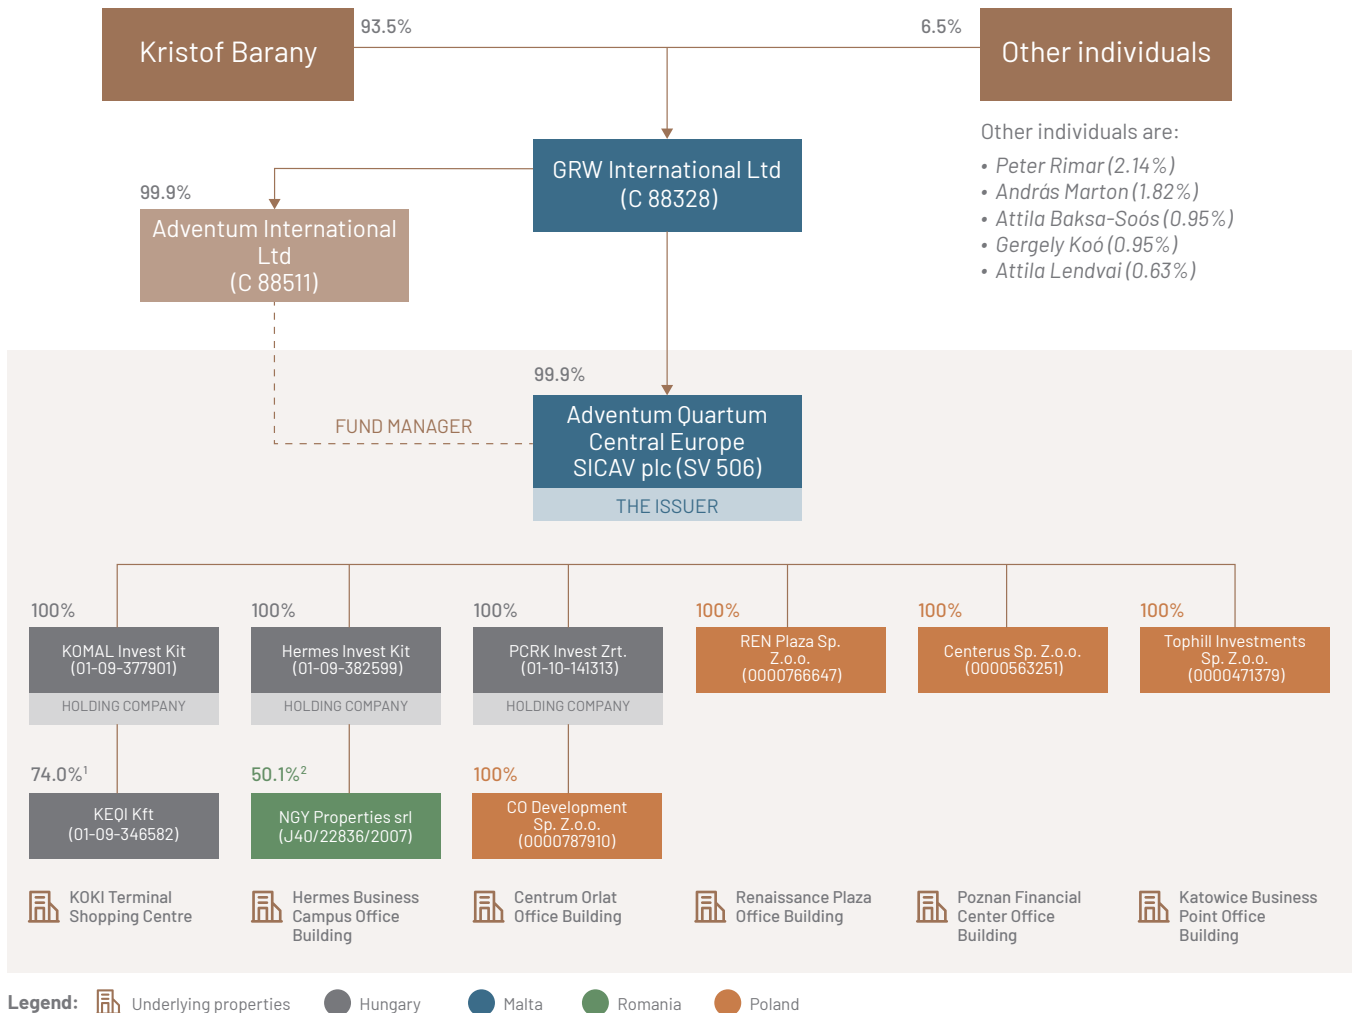 93.5%
6.5%
Kristof Barany
Other individuals
Other individuals are:
• Peter Rimar (2.14%)
• András Marton (1.82%)
• Attila Baksa-Soós (0.95%)
• Gergely Koó (0.95%)
• Attila Lendvai (0.63%)
GRW International Ltd
(C 88328)
99.9%
Adventum International
Ltd
(C 88511)
99.9%
FUND MANAGER
Adventum Quartum
Central Europe
SICAV plc (SV 506)
THE ISSUER
100%
KOMAL Invest Kit
(01-09-377901)
HOLDING COMPANY
100%
Hermes Invest Kit
(01-09-382599)
HOLDING COMPANY
100%
PCRK Invest Zrt.
(01-10-141313)
HOLDING COMPANY
100%
REN Plaza Sp.
Z.o.o.
(0000766647)
100%
Centerus Sp. Z.o.o.
(0000563251)
100%
Tophill Investments
Sp. Z.o.o.
(0000471379)
74.0%¹
KEQI Kft
(01-09-346582)
50.1%²
NGY Properties srl
(J40/22836/2007)
100%
CO Development
Sp. Z.o.o.
(0000787910)
KOKI Terminal
Shopping Centre
Hermes Business
Campus Office
Building
Centrum Orlat
Office Building
Renaissance Plaza
Office Building
Poznan Financial
Center Office
Building
Katowice Business
Point Office
Building
Legend: Underlying properties Hungary Malta Romania Poland